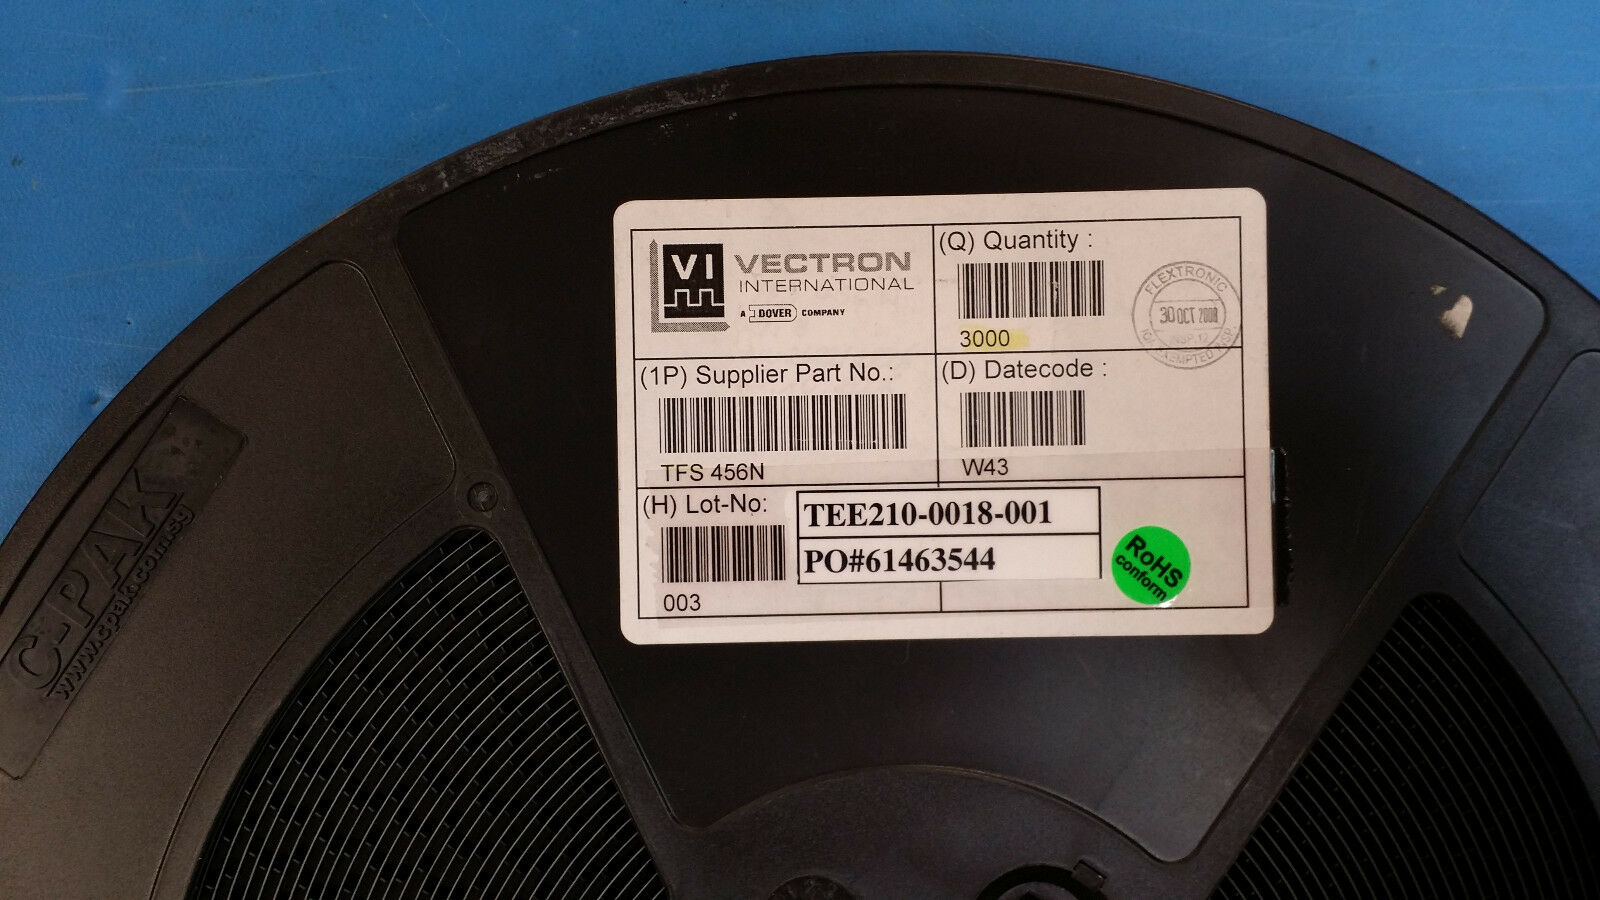 VI VECTRON
INTERNATIONAL
A DOVER COMPANY
(Q) Quantity :
3000
FLEXTRONIC
30 OCT 2008
EMPTED
(1P) Supplier Part No.:
TFS 456N
(D) Datecode :
W43
(H) Lot-No:
003
TEE210-0018-001
PO#61463544
RoHS
conform
C-PAK
www.cpak.com.sg